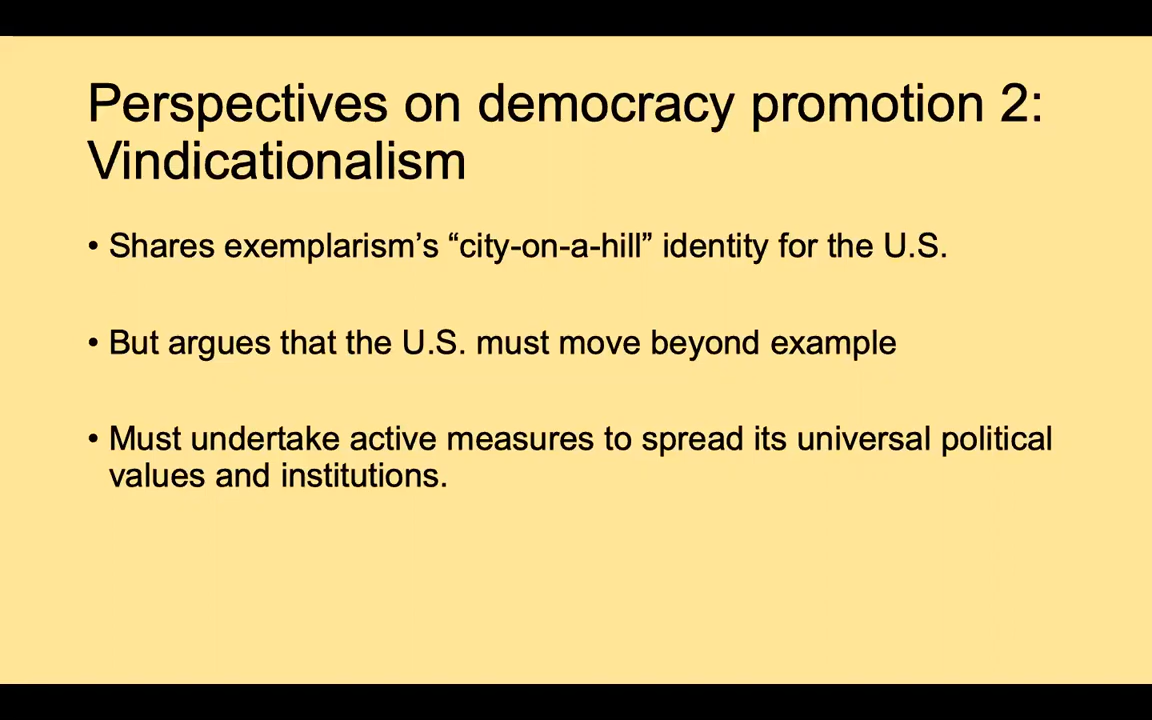 Perspectives on democracy promotion 2:
Vindicationalism
• Shares exemplarism’s “city-on-a-hill” identity for the U.S.
• But argues that the U.S. must move beyond example
• Must undertake active measures to spread its universal political
values and institutions.